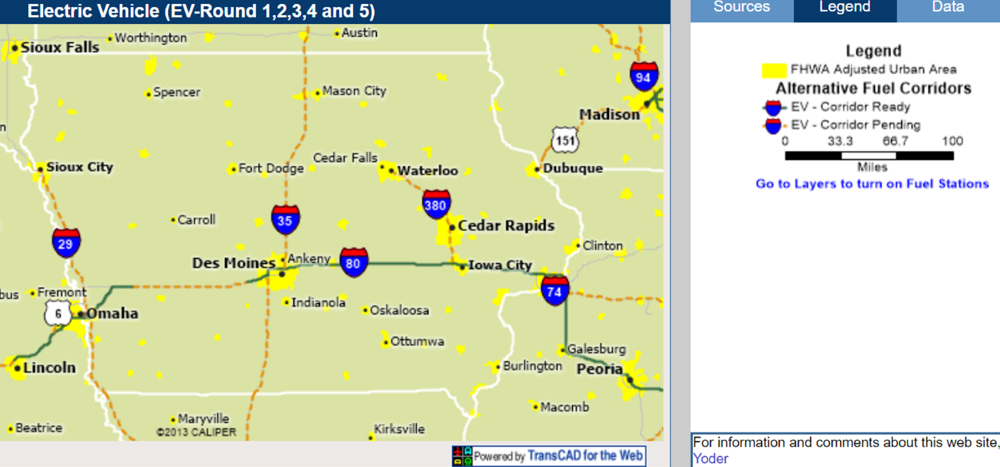 Electric Vehicle (EV-Round 1,2,3,4 and 5)
Sources
Legend
Data
Austin
Worthington
Sioux Falls
94
Spencer
Mason City
Madison
n
151
Cedar Falls
Sioux City
Fort Dodge
Waterloo
Dubuque
380
35
Carroll
Cedar Rapids
29
Clinton
Des Moines
Ankeny
80
Iowa City
bus
Fremont
74
6
Omaha
Indianola
Oskaloosa
Ottumwa
Galesburg
Lincoln
Burlington
Peoria
Macomb
Maryville
©2013 CALIPER
Beatrice
Kirksville
Powered by TransCAD for the Web
Legend
FHWA Adjusted Urban Area
Alternative Fuel Corridors
EV - Corridor Ready
EV - Corridor Pending
0 33.3 66.7 100
Miles
Go to Layers to turn on Fuel Stations
For information and comments about this web site,
Yoder